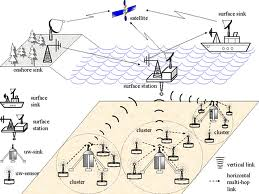 satellite
surface sink
onshore sink
surface station
surface
sink
surface
station
uw-sink
uw-sensor
cluster
cluster
cluster
vertical link
horizontal
multi-hop
link